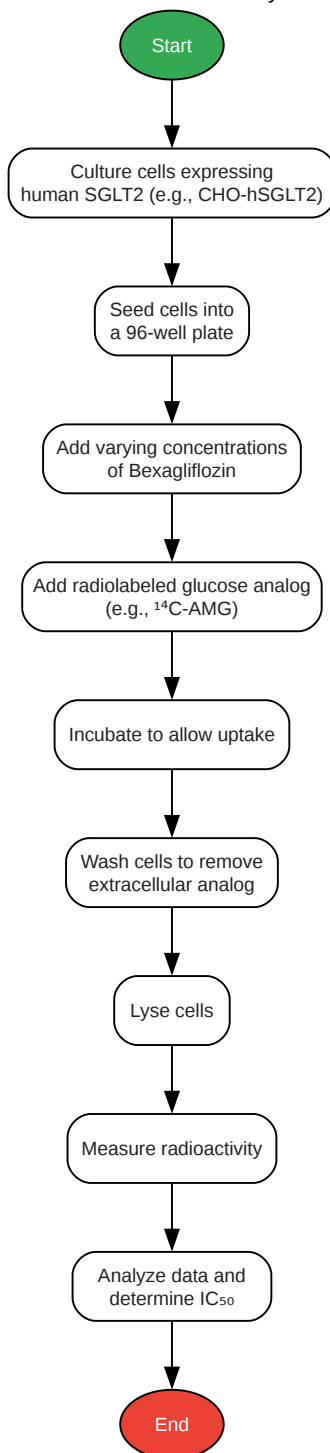 Start
Culture cells expressing
human SGLT2 (e.g., CHO-hSGLT2)
Seed cells into
a 96-well plate
Add varying concentrations
of Bexagliflozin
Add radiolabeled glucose analog
(e.g., ¹⁴C-AMG)
Incubate to allow uptake
Wash cells to remove
extracellular analog
Lyse cells
Measure radioactivity
Analyze data and
determine IC₅₀
End